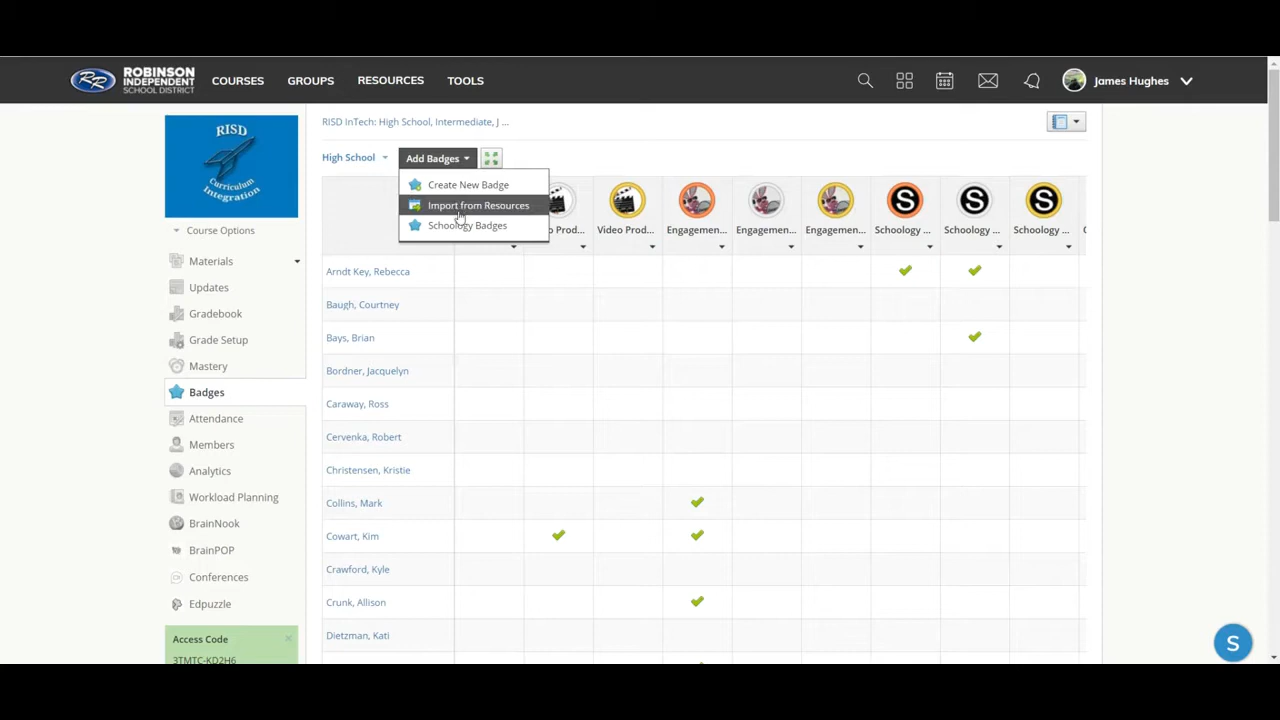 ROBINSON
INDEPENDENT
SCHOOL DISTRICT
COURSES GROUPS RESOURCES TOOLS
James Hughes
RISD
Curriculum
Integration
RISD InTech: High School, Intermediate, J ...
High School
Add Badges
Create New Badge
Import from Resources
Schoology Badges
Video Prod...
Engagemen...
Engagemen...
Engagemen...
Schoology ...
Schoology ...
Schoology ...
Course Options
Materials
Updates
Gradebook
Grade Setup
Mastery
Badges
Attendance
Members
Analytics
Workload Planning
BrainNook
BrainPOP
Conferences
Edpuzzle
Access Code
3TMTC-KD2H6
Arndt Key, Rebecca
Baugh, Courtney
Bays, Brian
Bordner, Jacquelyn
Caraway, Ross
Cervenka, Robert
Christensen, Kristie
Collins, Mark
Cowart, Kim
Crawford, Kyle
Crunk, Allison
Dietzman, Kati
S